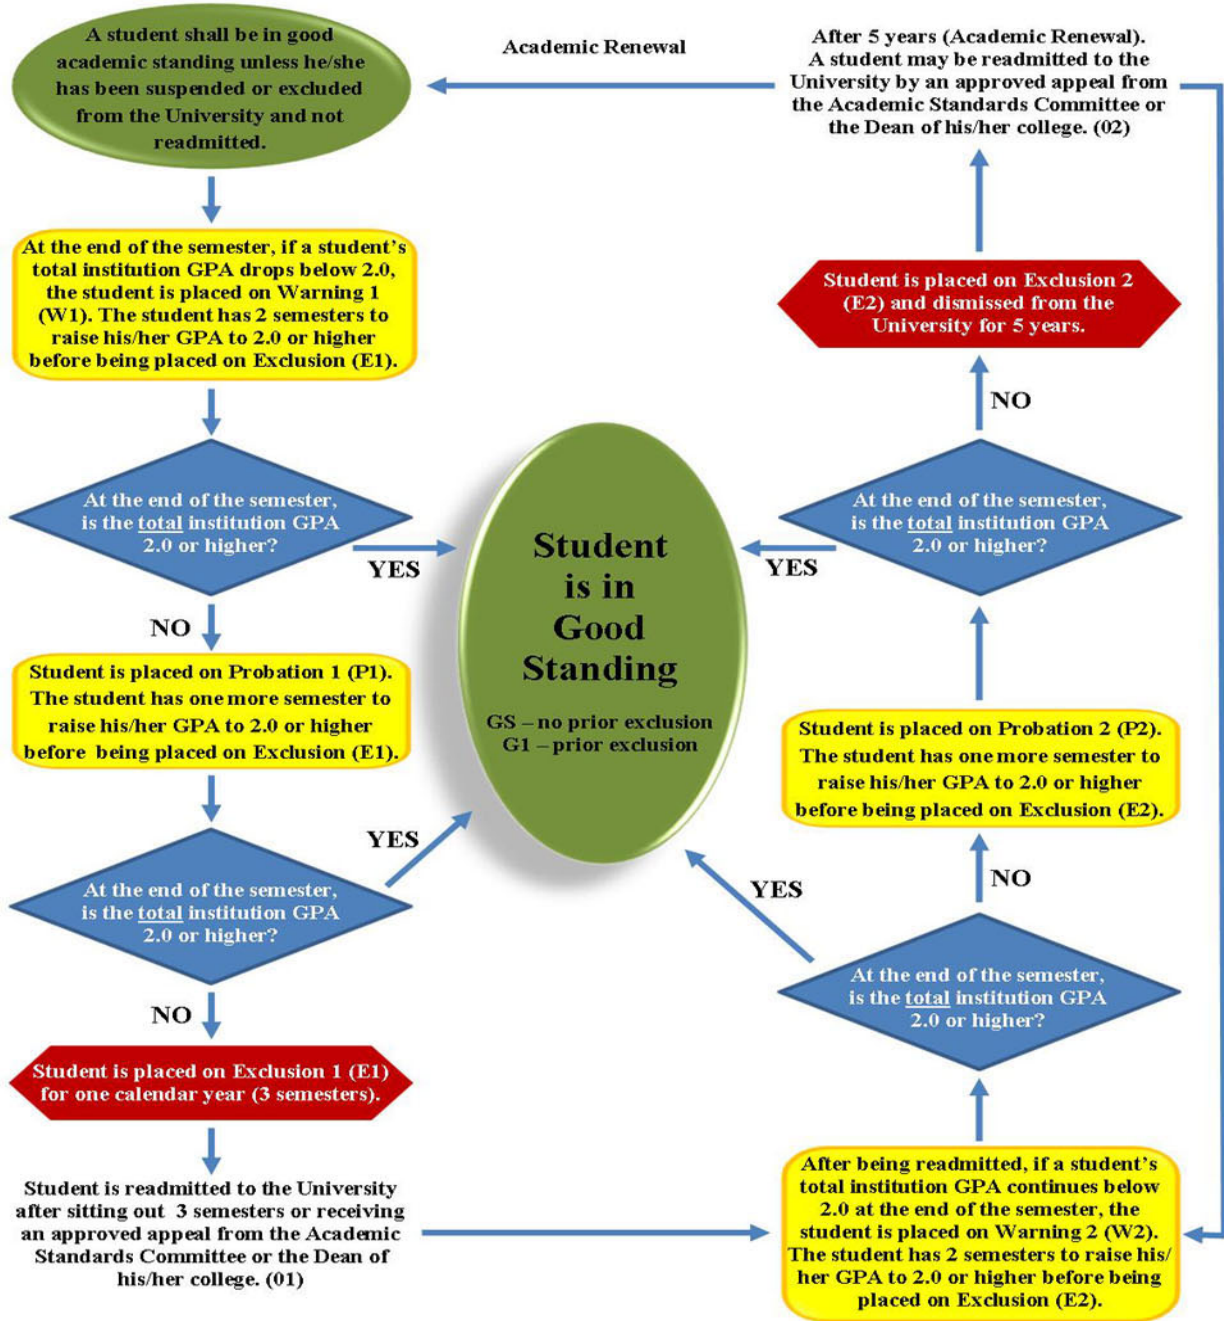 A student shall be in good
academic standing unless he/she
has been suspended or excluded
from the University and not
readmitted.
Academic Renewal
After 5 years (Academic Renewal).
A student may be readmitted to the
University by an approved appeal from
the Academic Standards Committee or
the Dean of his/her college. (02)
At the end of the semester, if a student's
total institution GPA drops below 2.0,
the student is placed on Warning 1
(W1). The student has 2 semesters to
raise his/her GPA to 2.0 or higher
before being placed on Exclusion (E1).
Student is placed on Exclusion 2
(E2) and dismissed from the
University for 5 years.
NO
At the end of the semester,
is the total institution GPA
2.0 or higher?
YES
Student
is in
Good
Standing
GS – no prior exclusion
G1 – prior exclusion
At the end of the semester,
is the total institution GPA
2.0 or higher?
YES
NO
Student is placed on Probation 1 (P1).
The student has one more semester to
raise his/her GPA to 2.0 or higher
before being placed on Exclusion (E1).
Student is placed on Probation 2 (P2).
The student has one more semester to
raise his/her GPA to 2.0 or higher
before being placed on Exclusion (E2).
YES
At the end of the semester,
is the total institution GPA
2.0 or higher?
YES
NO
At the end of the semester,
is the total institution GPA
2.0 or higher?
NO
Student is placed on Exclusion 1 (E1)
for one calendar year (3 semesters).
Student is readmitted to the University
after sitting out 3 semesters or receiving
an approved appeal from the Academic
Standards Committee or the Dean of
his/her college. (01)
After being readmitted, if a student's
total institution GPA continues below
2.0 at the end of the semester, the
student is placed on Warning 2 (W2).
The student has 2 semesters to raise his/
her GPA to 2.0 or higher before being
placed on Exclusion (E2).